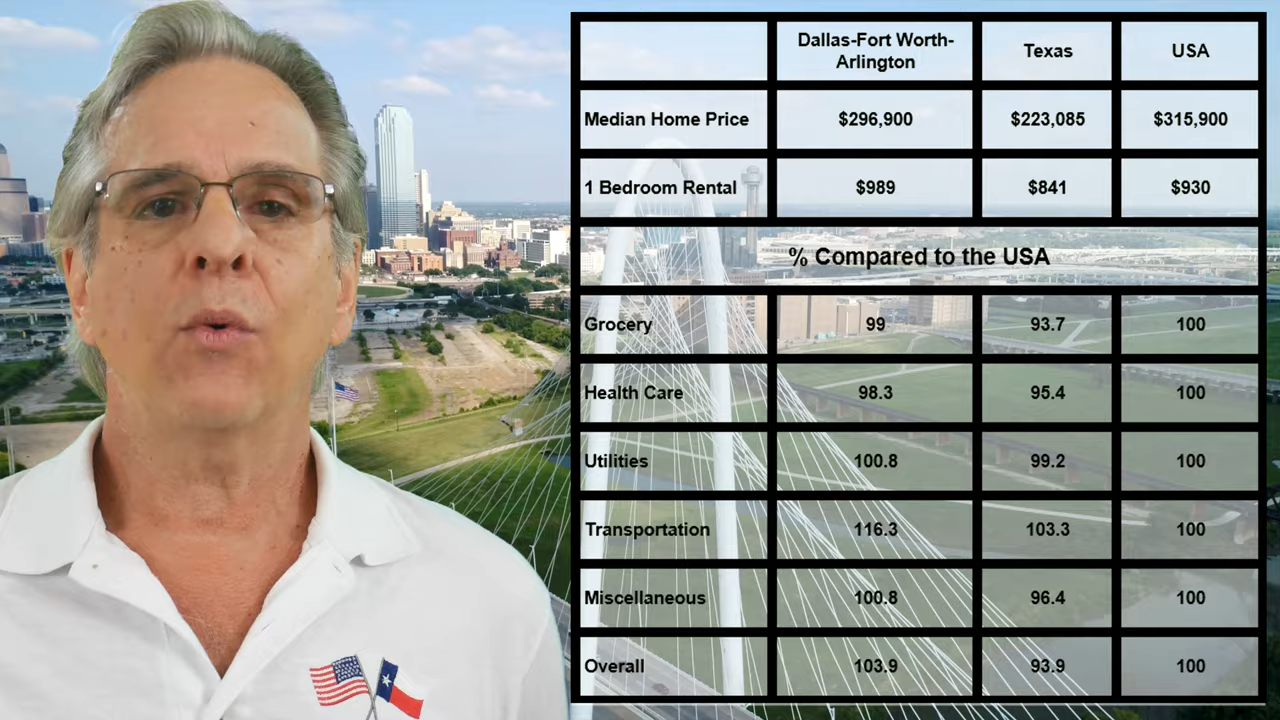 Dallas-Fort Worth-
Arlington
Texas
USA
Median Home Price
$296,900
$223,085
$315,900
1 Bedroom Rental
$989
$841
$930
% Compared to the USA
Grocery
99
93.7
100
Health Care
98.3
95.4
100
Utilities
100.8
99.2
100
Transportation
116.3
103.3
100
Miscellaneous
100.8
96.4
100
Overall
103.9
93.9
100